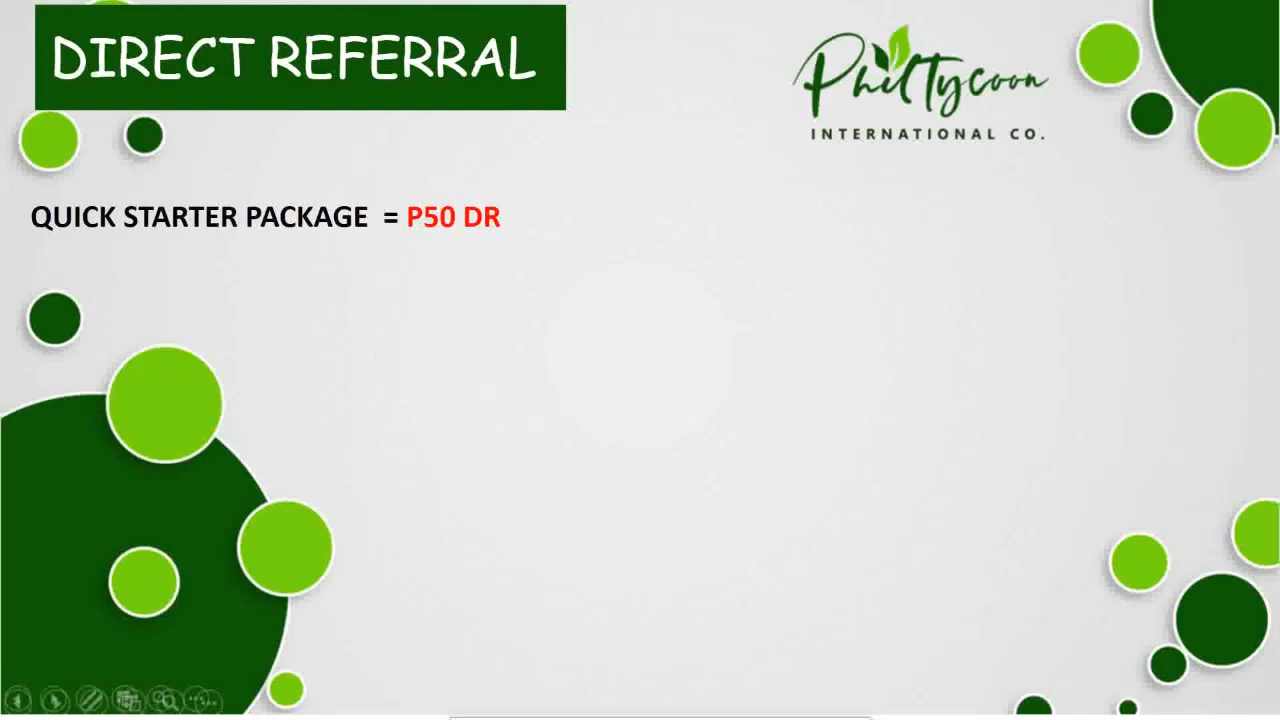 DIRECT REFERRAL
PhilTycoon
INTERNATIONAL CO.
QUICK STARTER PACKAGE = P50 DR